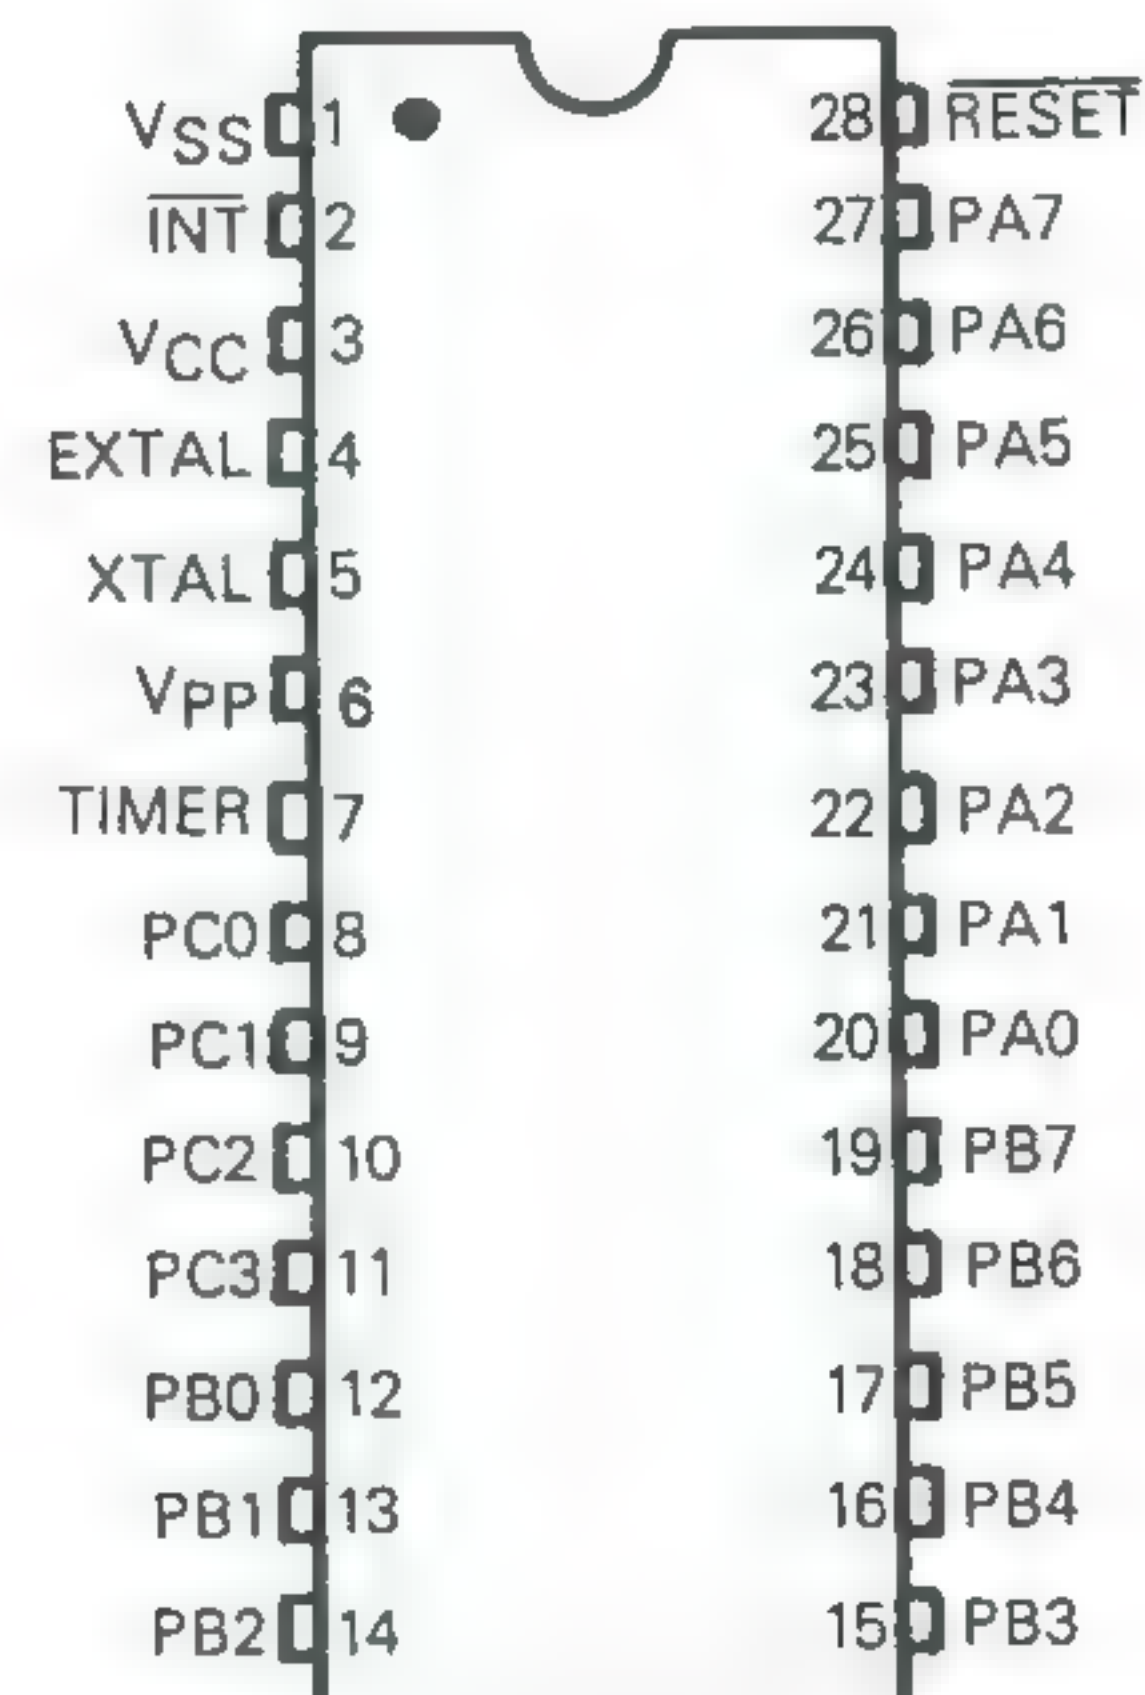 VSS 1 28 RESET
INT 2 27 PA7
VCC 3 26 PA6
EXTAL 4 25 PA5
XTAL 5 24 PA4
VPP 6 23 PA3
TIMER 7 22 PA2
PC0 8 21 PA1
PC1 9 20 PA0
PC2 10 19 PB7
PC3 11 18 PB6
PB0 12 17 PB5
PB1 13 16 PB4
PB2 14 15 PB3